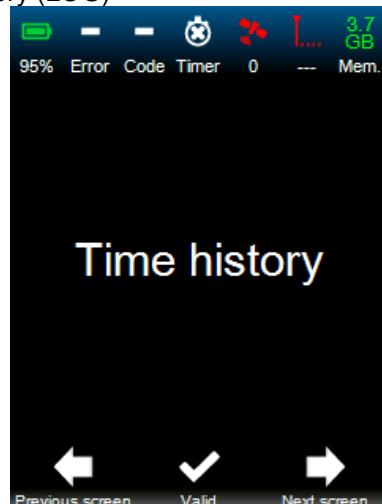 3.7
GB
95% Error Code Timer 0 --- Mem.
Time history
Previous screen Valid Next screen